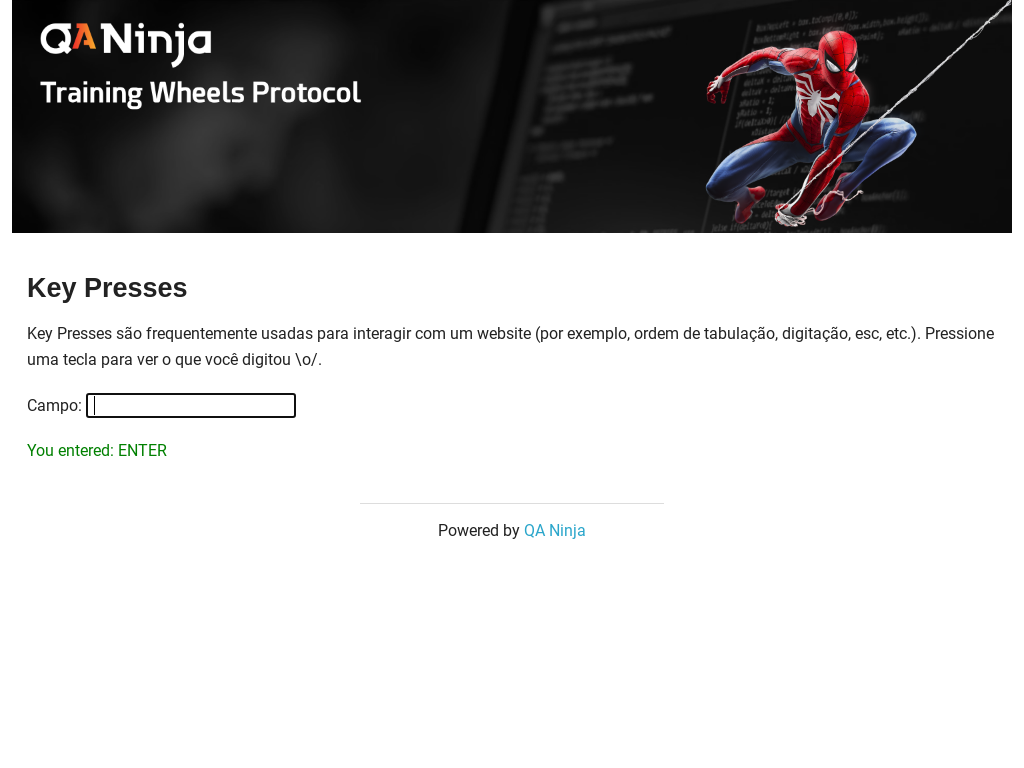 QANinja
Training Wheels Protocol
Key Presses
Key Presses são frequentemente usadas para interagir com um website (por exemplo, ordem de tabulação, digitação, esc, etc.). Pressione
uma tecla para ver o que você digitou \o/.
Campo:
You entered: ENTER
Powered by QA Ninja